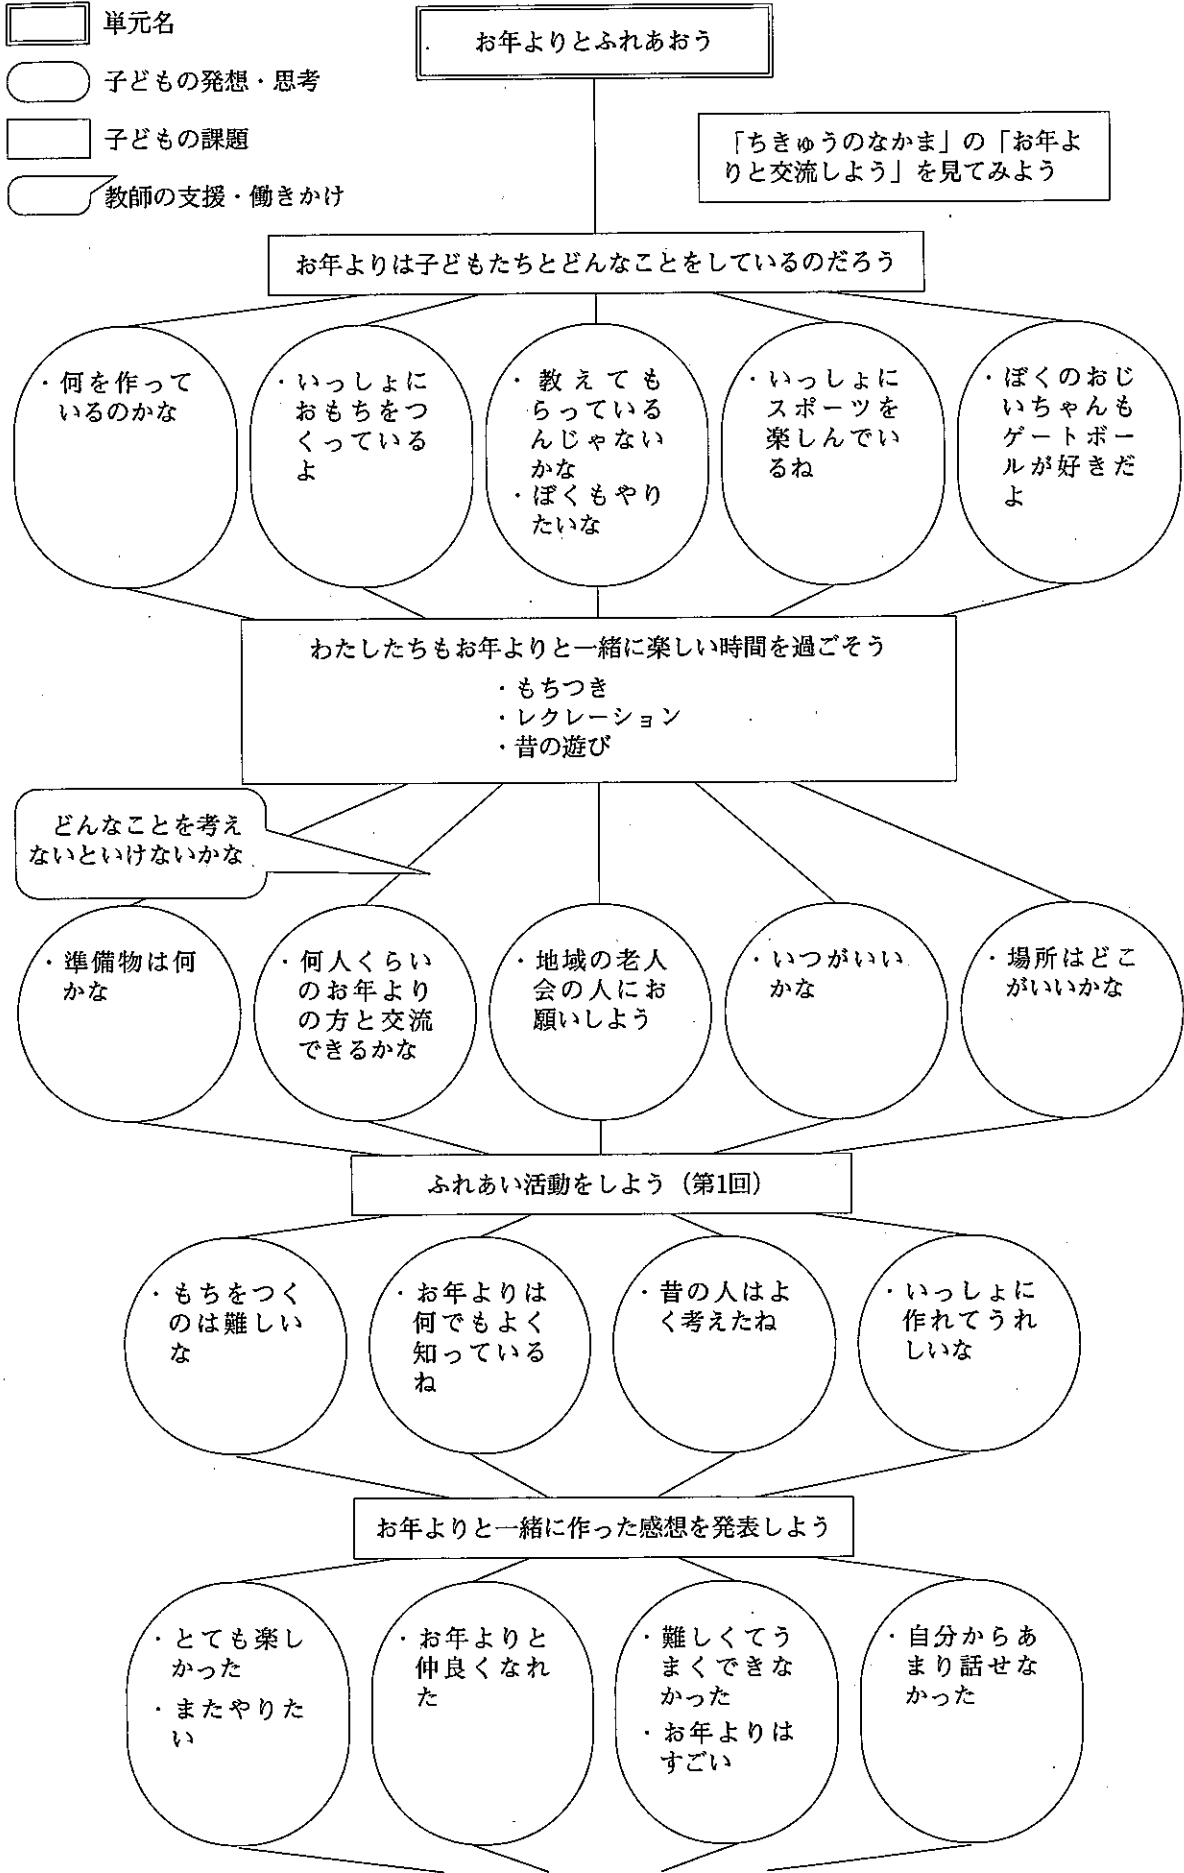 単元名
子どもの発想・思考
子どもの課題
教師の支援・働きかけ
お年よりとふれあおう
「ちきゅうのなかま」の「お年よ
りと交流しよう」を見てみよう
お年よりは子どもたちとどんなことをしているのだろう
・何を作って
いるのかな
・いっしょに
おもちをつ
くっている
よ
・教えても
らっている
んじゃない
かな
・ぼくもやり
たいな
・いっしょに
スポーツを
楽しんでい
るね
・ぼくのおじ
いちゃんも
ゲートボー
ルが好きだ
よ
わたしたちもお年よりと一緒に楽しい時間を過ごそう
・もちつき
・レクレーション
・昔の遊び
どんなことを考え
ないといけないかな
・準備物は何
かな
・何人くらい
のお年より
の方と交流
できるかな
・地域の老人
会の人にお
願いしよう
・いつがいい
かな
・場所はどこ
がいいかな
ふれあい活動をしよう（第1回）
・もちをつく
のは難しい
な
・お年よりは
何でもよく
知っている
ね
・昔の人はよ
く考えたね
・いっしょに
作れてうれ
しいな
お年よりと一緒に作った感想を発表しよう
・とても楽し
かった
・またやりた
い
・お年よりと
仲良くなれ
た
・難しくてう
まくできな
かった
・お年よりは
すごい
・自分からあ
まり話せな
かった